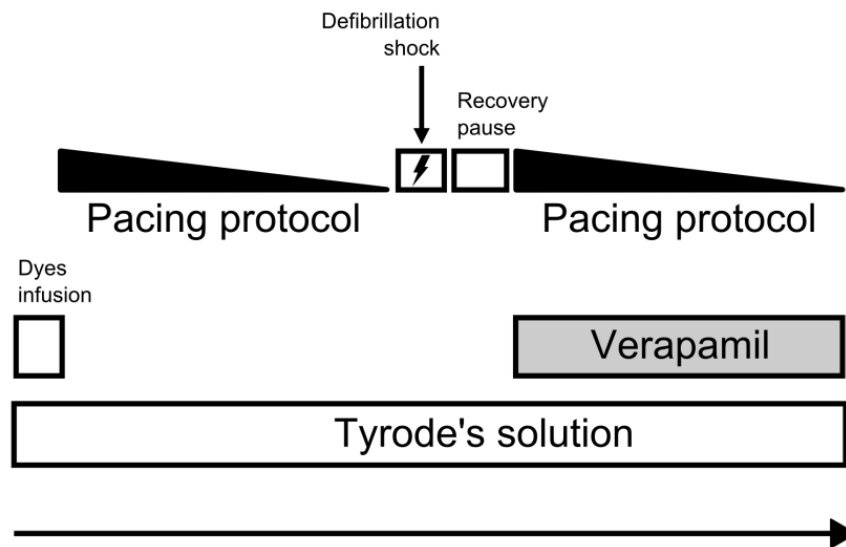 Defibrillation
shock
Recovery
pause
Pacing protocol
Pacing protocol
Dyes
infusion
Verapamil
Tyrode's solution